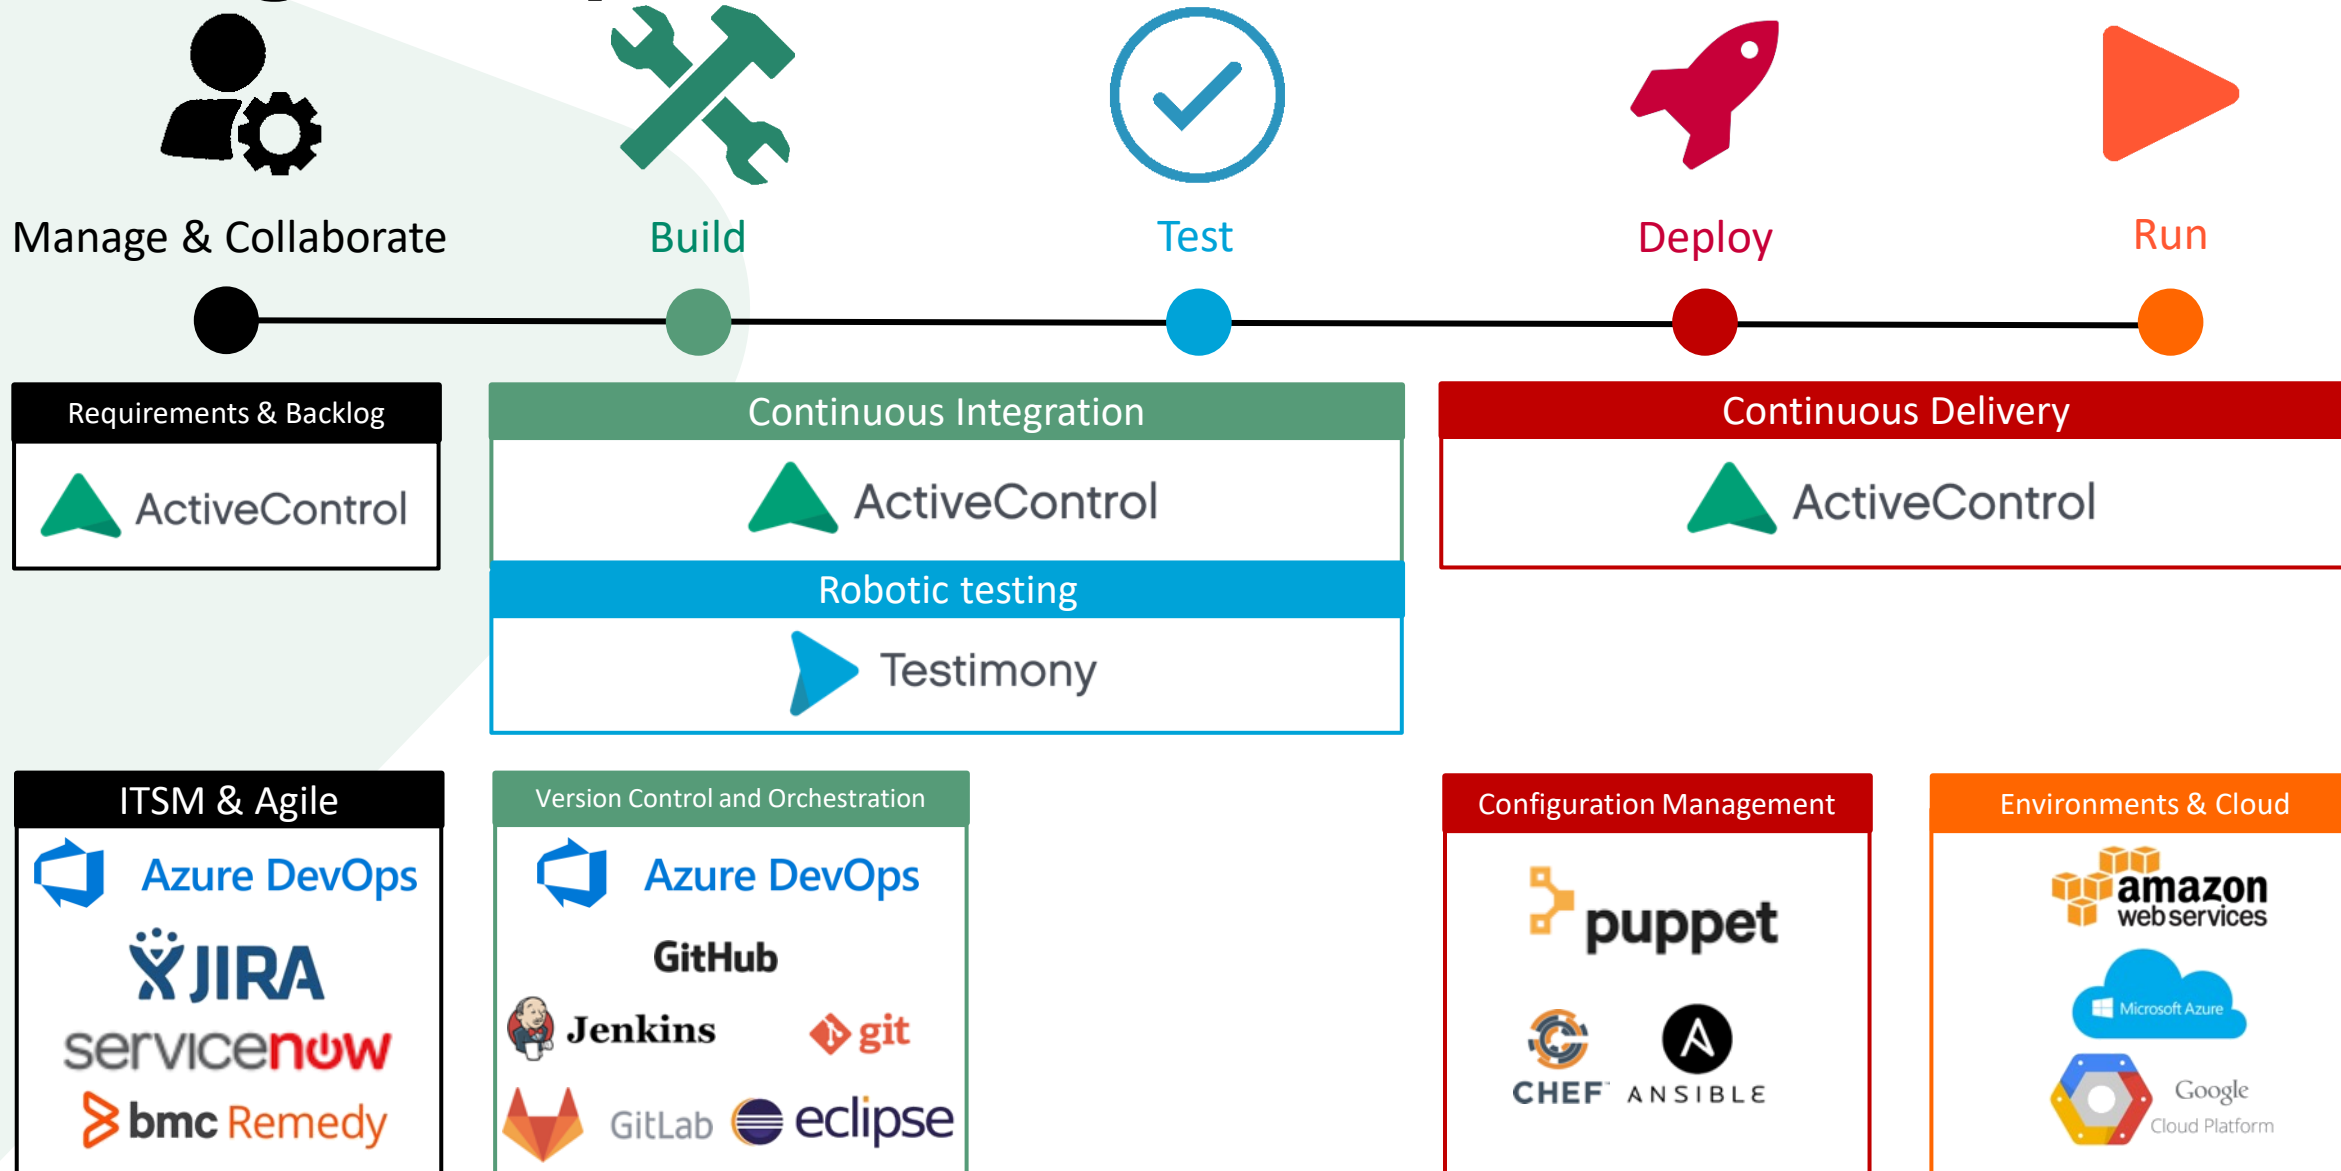 Manage & Collaborate
Build
Test
Deploy
Run
Requirements & Backlog
ActiveControl
Continuous Integration
ActiveControl
Robotic testing
Testimony
Continuous Delivery
ActiveControl
ITSM & Agile
Azure DevOps
JIRA
servicenow
bmc Remedy
Version Control and Orchestration
Azure DevOps
GitHub
Jenkins
git
GitLab
eclipse
Configuration Management
puppet
CHEF
ANSIBLE
Environments & Cloud
amazon
web services
Microsoft Azure
Google
Cloud Platform